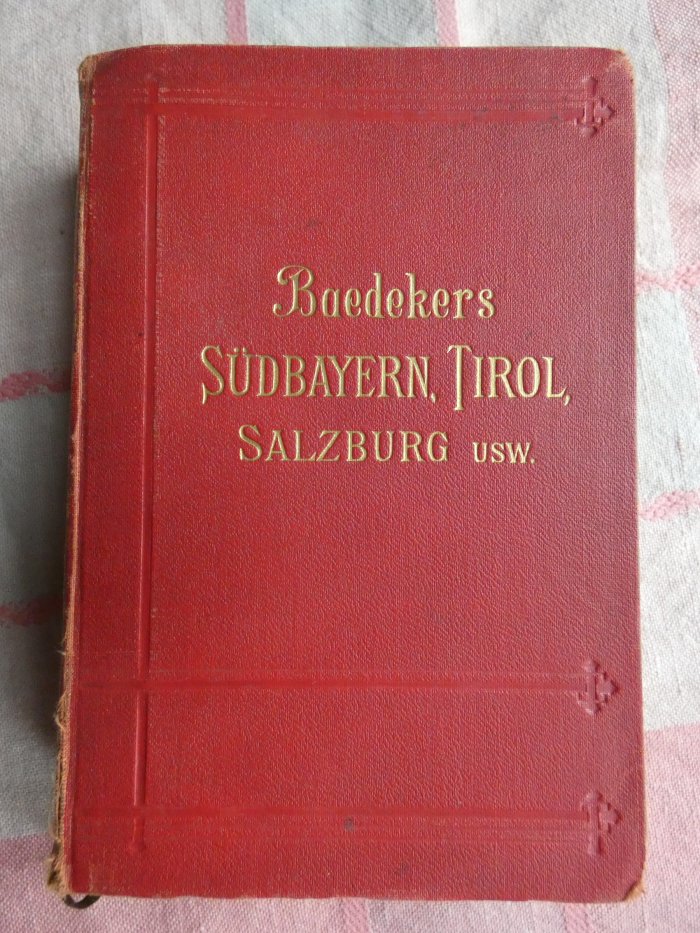 Baedekers
SÜDBAYERN, TIROL,
SALZBURG USW.